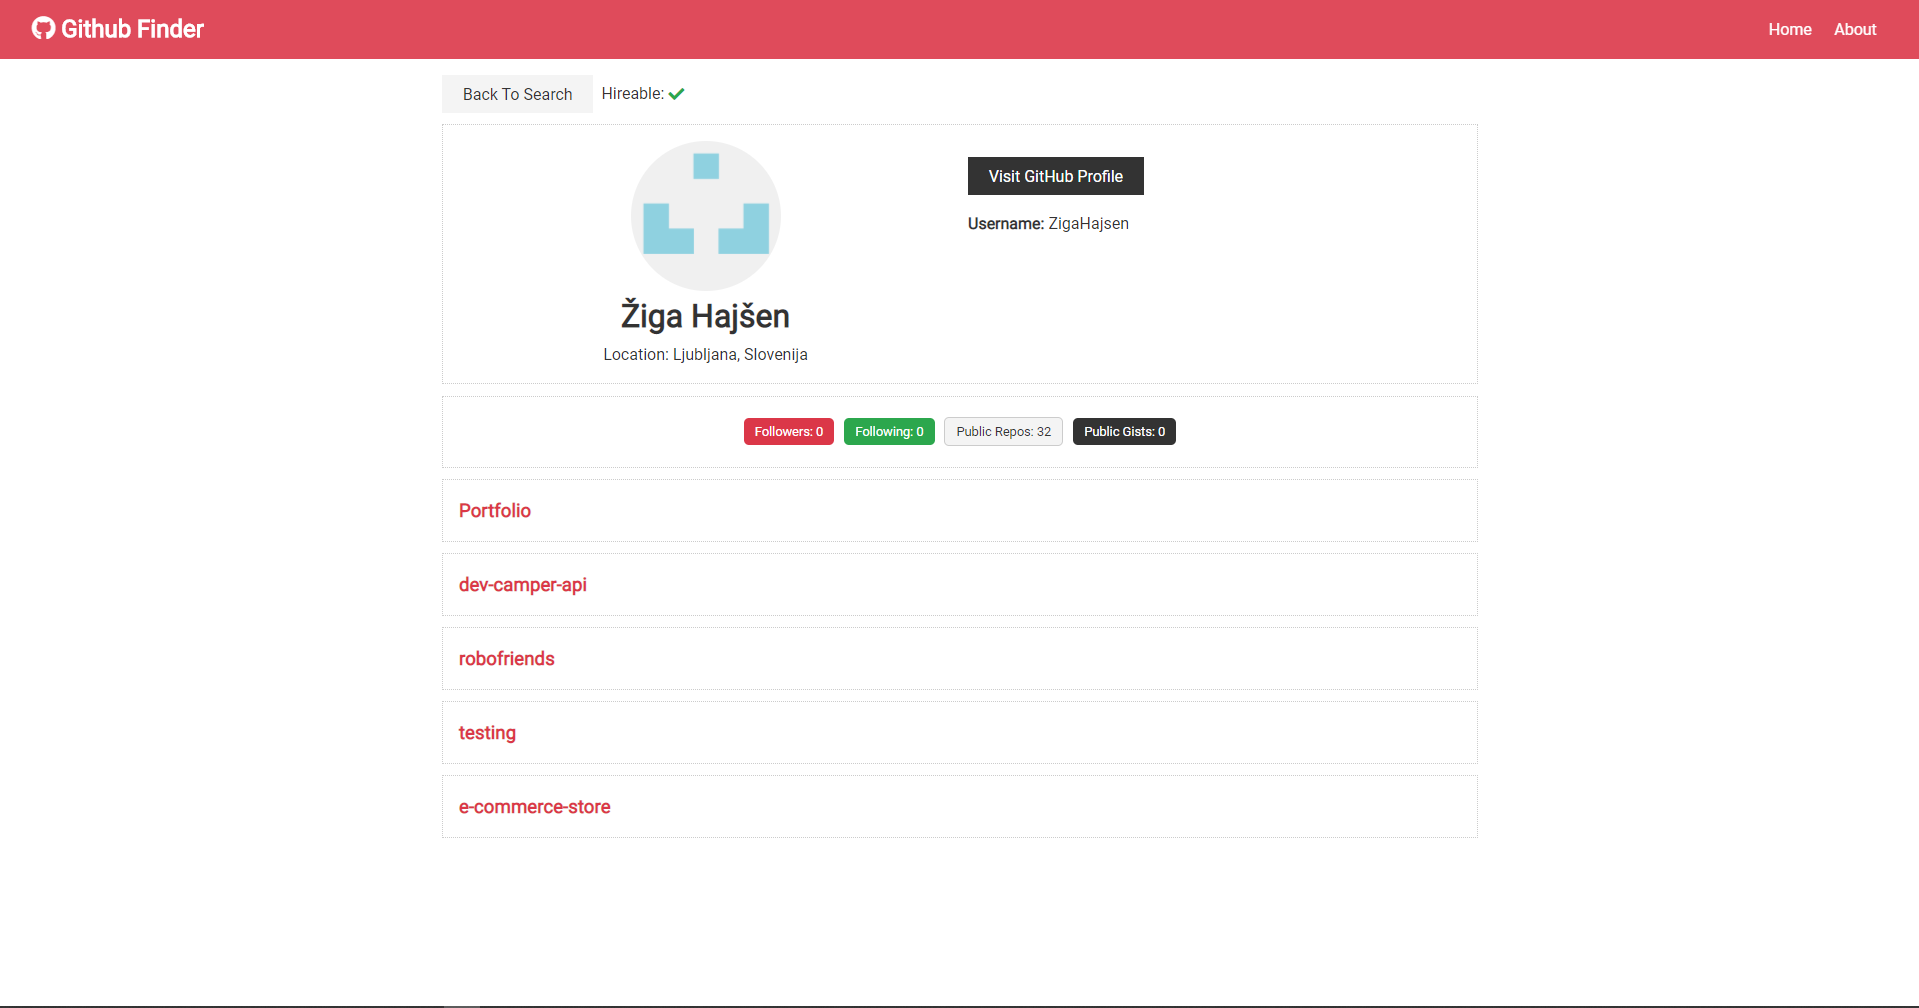 Github Finder
Home
About
Back To Search
Hireable:
Visit GitHub Profile
Username: ZigaHajsen
Žiga Hajšen
Location: Ljubljana, Slovenija
Followers: 0
Following: 0
Public Repos: 32
Public Gists: 0
Portfolio
dev-camper-api
robofriends
testing
e-commerce-store